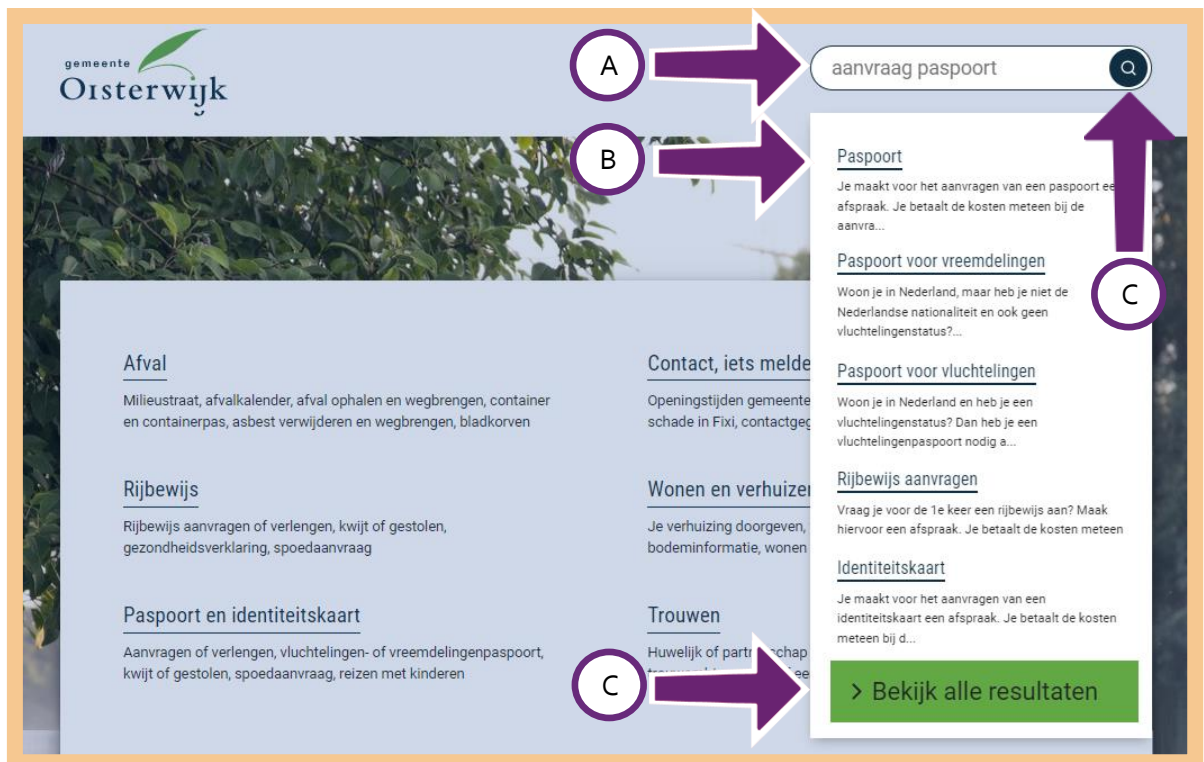 gemeente
Oisterwijk
A
aanvraag paspoort
B
Paspoort
Je maakt voor het aanvragen van een paspoort ee
afspraak. Je betaalt de kosten meteen bij de
aanvra...
Paspoort voor vreemdelingen
Woon je in Nederland, maar heb je niet de
Nederlandse nationaliteit en ook geen
vluchtelingenstatus?...
C
Paspoort voor vluchtelingen
Woon je in Nederland en heb je een
vluchtelingenstatus? Dan heb je een
vluchtelingenpaspoort nodig a...
Rijbewijs aanvragen
Vraag je voor de 1e keer een rijbewijs aan? Maak
hiervoor een afspraak. Je betaalt de kosten meteen
Identiteitskaart
Je maakt voor het aanvragen van een
identiteitskaart een afspraak. Je betaalt de kosten
meteen bij d...
C
> Bekijk alle resultaten
Afval
Milieustraat, afvalkalender, afval ophalen en wegbrengen, container
en containerpas, asbest verwijderen en wegbrengen, bladkorven
Contact, iets melde
Openingstijden gemeente
schade in Fixi, contactgeg
Rijbewijs
Rijbewijs aanvragen of verlengen, kwijt of gestolen,
gezondheidsverklaring, spoedaanvraag
Wonen en verhuizen
Je verhuizing doorgeven,
bodeminformatie, wonen
Paspoort en identiteitskaart
Aanvragen of verlengen, vluchtelingen- of vreemdelingenpaspoort,
kwijt of gestolen, spoedaanvraag, reizen met kinderen
Trouwen
Huwelijk of partnerschap